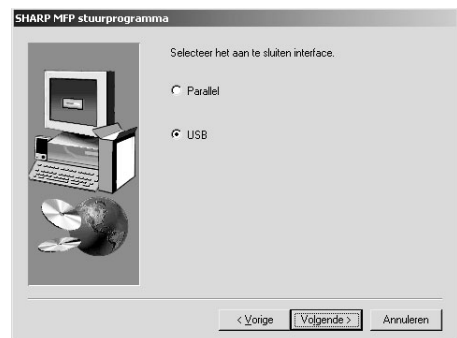 SHARP MFP stuurprogramma
Selecteer het aan te sluiten interface.
Parallel
USB
< Vorige
Volgende >
Annuleren